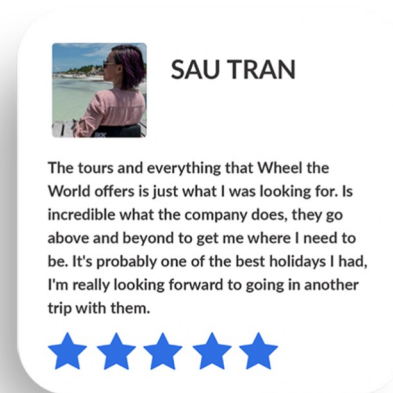 SAU TRAN
The tours and everything that Wheel the
World offers is just what I was looking for. Is
incredible what the company does, they go
above and beyond to get me where I need to
be. It's probably one of the best holidays I had,
I'm really looking forward to going in another
trip with them.